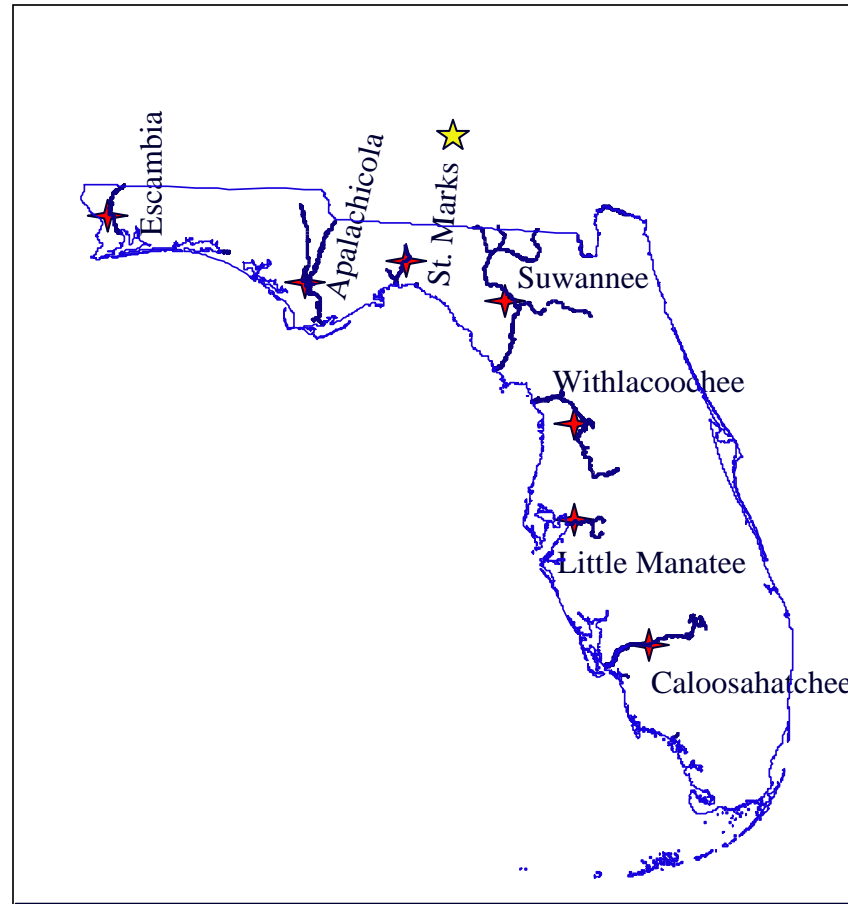 Escambia
Apalachicola
St. Marks
Suwannee
Withlacoochee
Little Manatee
Caloosahatchee